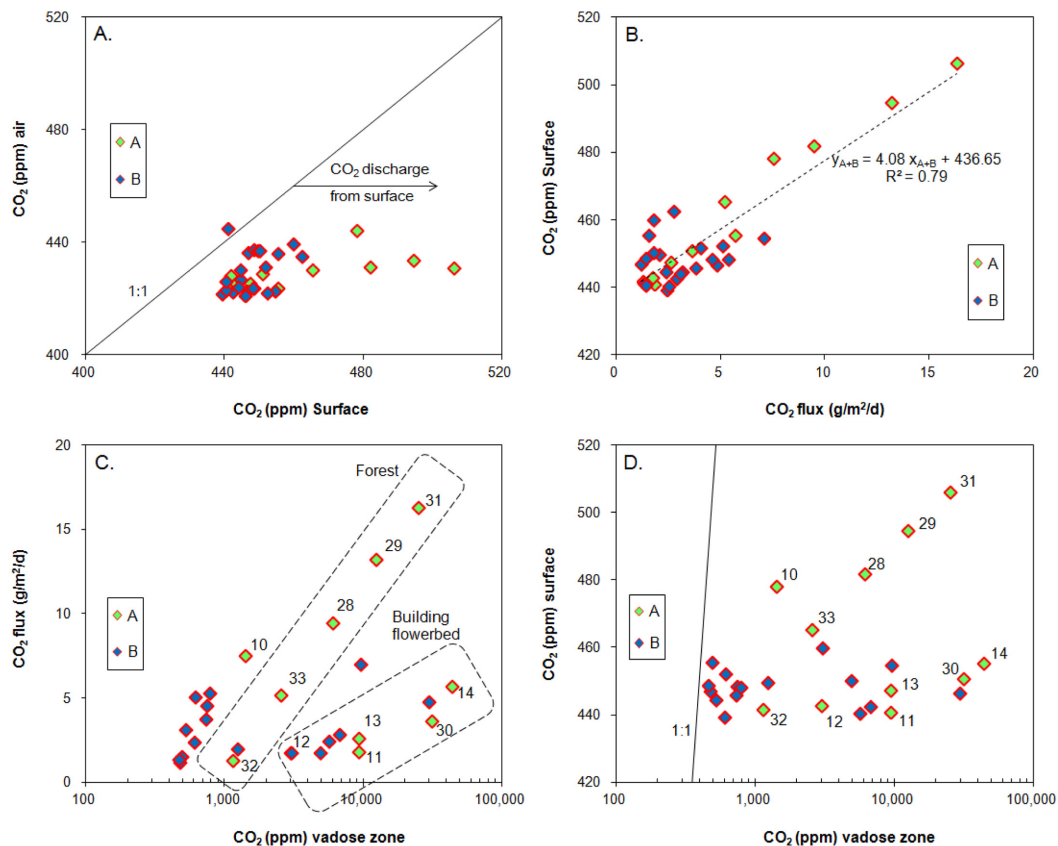 A.
520
480
440
400
CO₂ (ppm) air
A
B
CO₂ discharge
from surface
1:1
400
440
480
520
CO₂ (ppm) Surface
B.
520
500
480
460
440
420
CO₂ (ppm) Surface
yA+B = 4.08 xA+B + 436.65
R² = 0.79
A
B
0
5
10
15
20
CO₂ flux (g/m²/d)
C.
20
15
10
5
0
CO₂ flux (g/m²/d)
Forest
31
29
A
B
28
Building
flowerbed
10
33
14
13
30
12
11
32
100
1,000
10,000
100,000
CO₂ (ppm) vadose zone
D.
520
500
480
460
440
420
CO₂ (ppm) surface
31
29
28
10
A
B
33
14
30
13
32
12
11
1:1
100
1,000
10,000
100,000
CO₂ (ppm) vadose zone